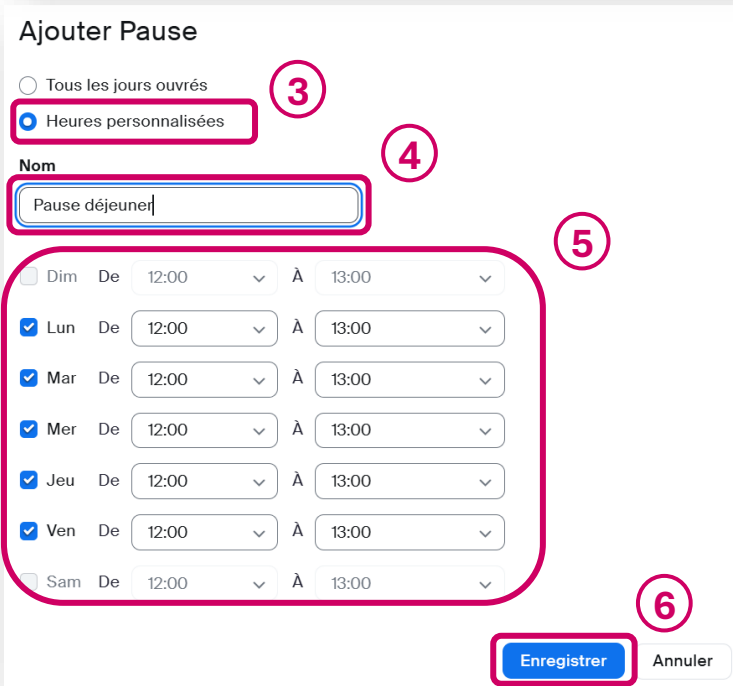 Ajouter Pause
Tous les jours ouvrés
3
Heures personnalisées
4
Nom
Pause déjeuner
5
Dim De 12:00 À 13:00
Lun De 12:00 À 13:00
Mar De 12:00 À 13:00
Mer De 12:00 À 13:00
Jeu De 12:00 À 13:00
Ven De 12:00 À 13:00
Sam De 12:00 À 13:00
6
Enregistrer Annuler